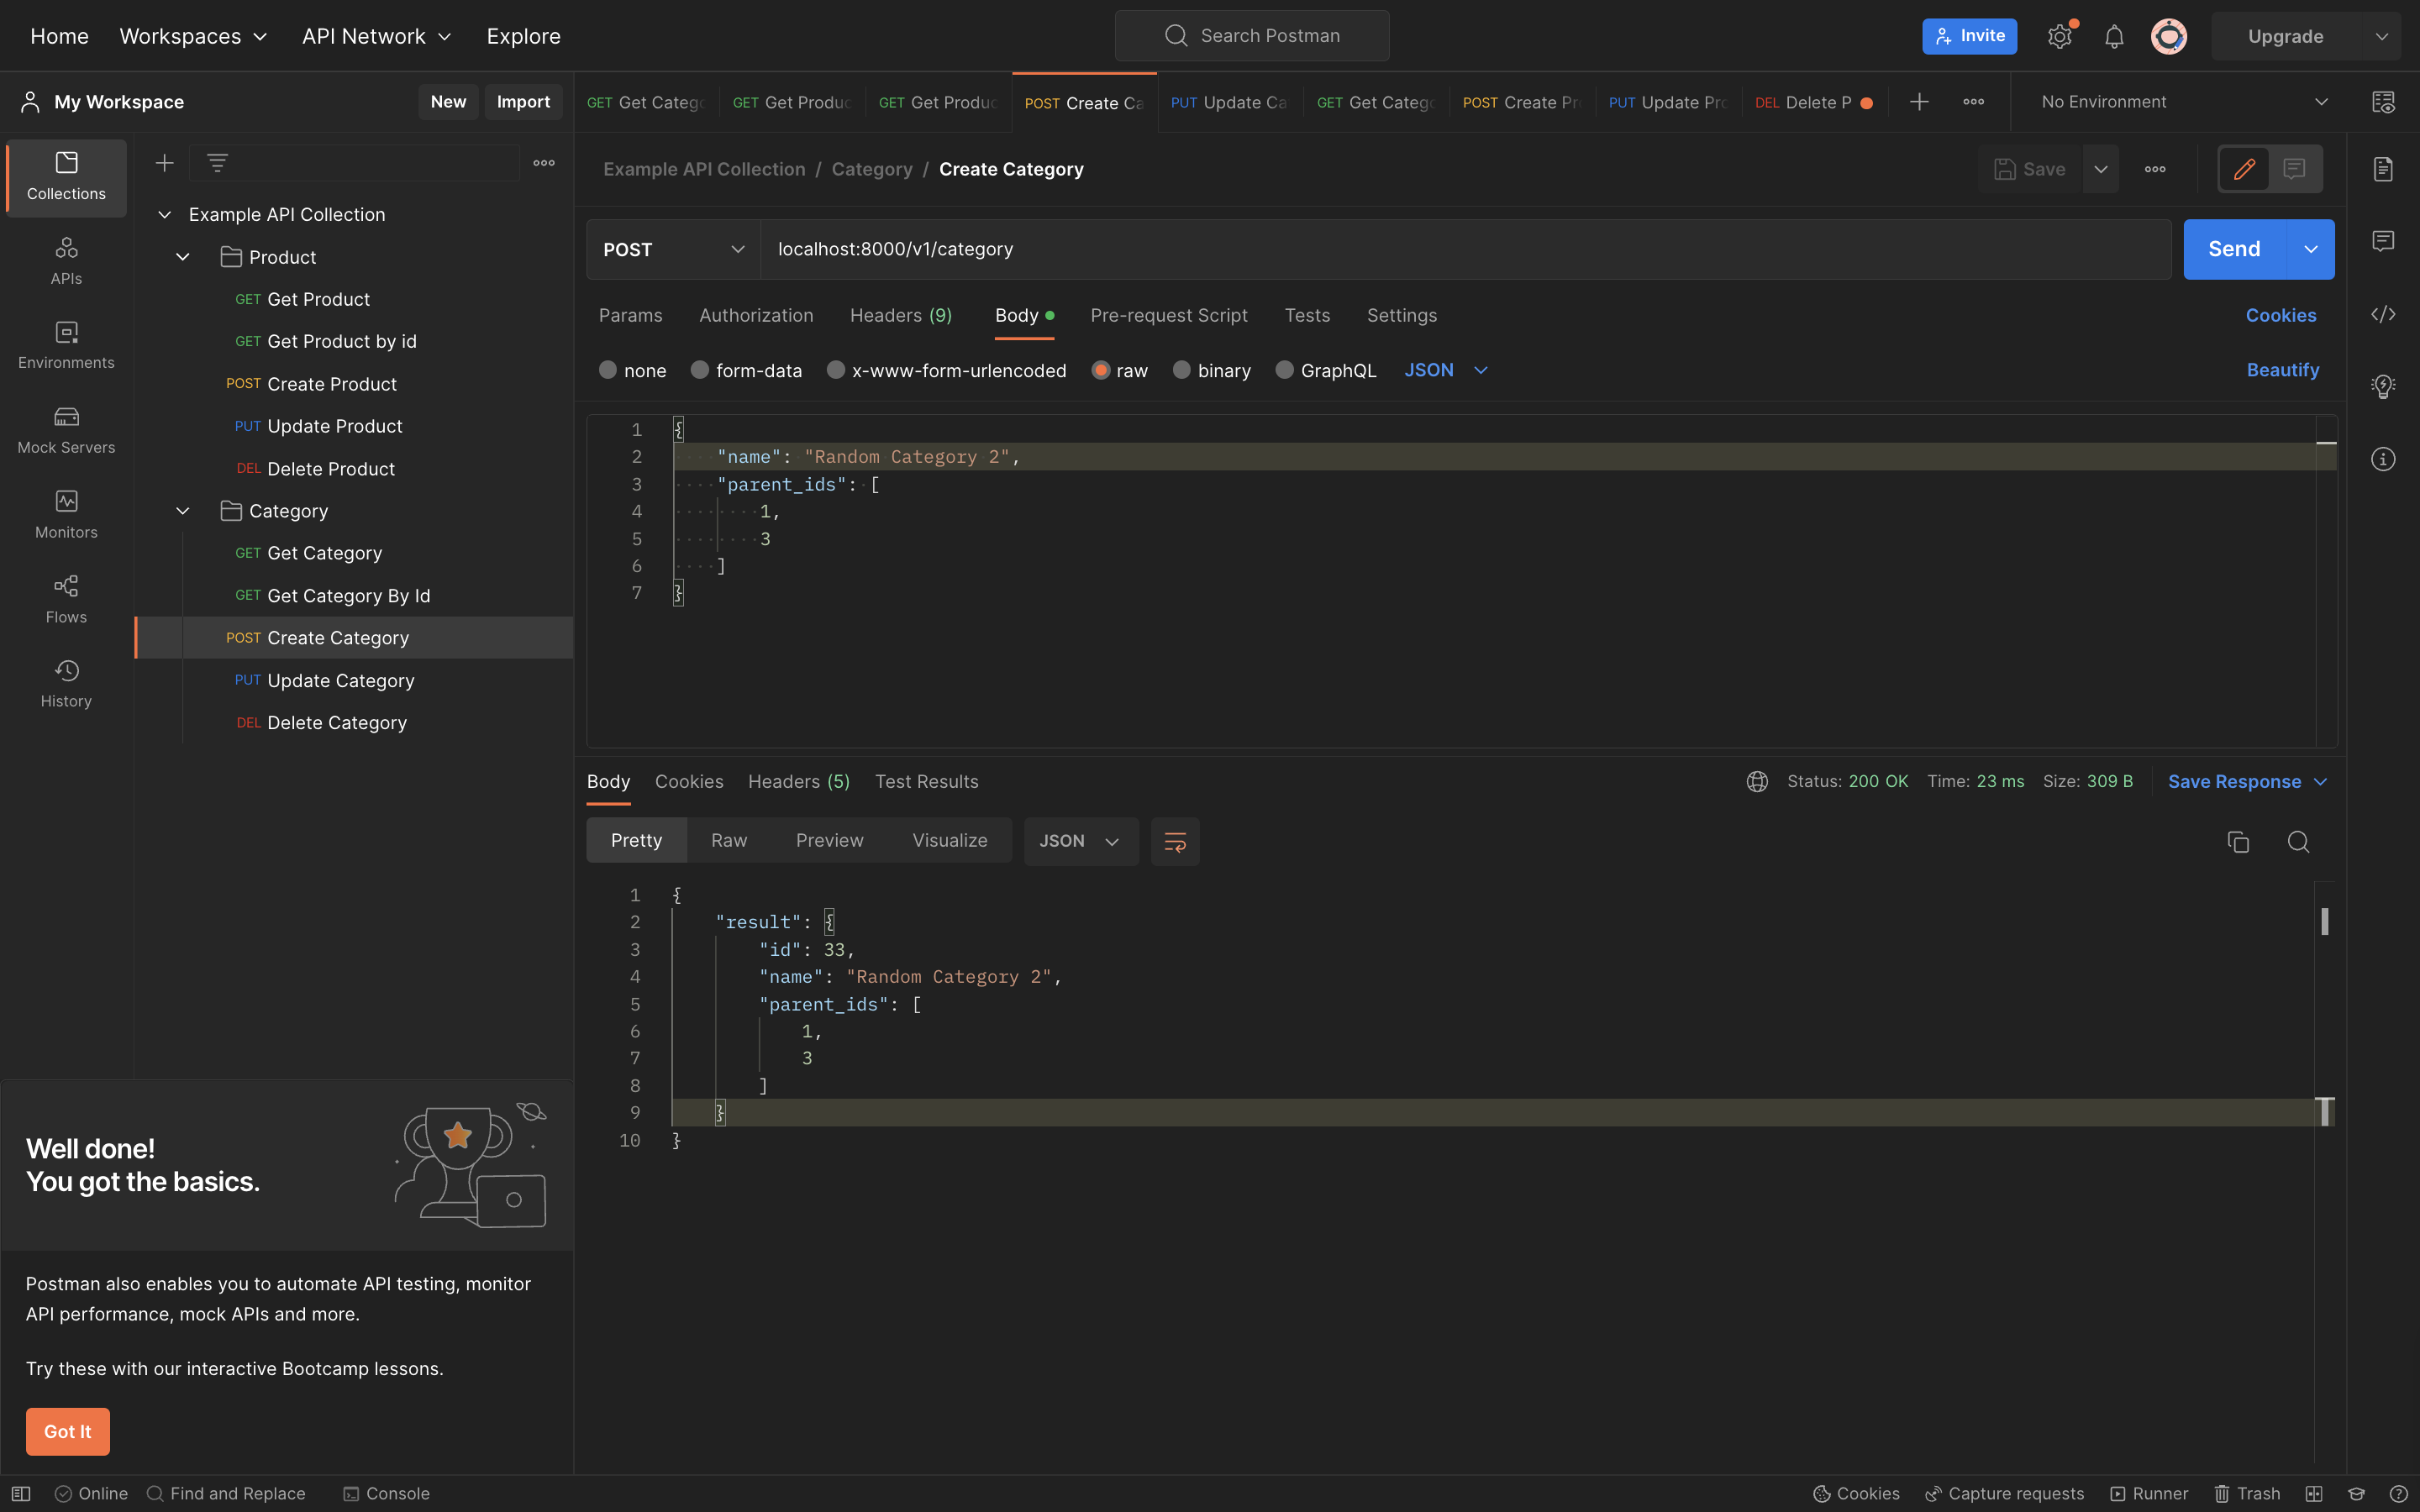 Home Workspaces API Network Explore Search Postman Invite Upgrade
My Workspace New Import
GET Get Catego GET Get Produc GET Get Produc POST Create Ca PUT Update Ca GET Get Catego POST Create Pr PUT Update Pro DEL Delete P No Environment
Collections
APIs
Environments
Mock Servers
Monitors
Flows
History
Example API Collection
Product
GET Get Product
GET Get Product by id
POST Create Product
PUT Update Product
DEL Delete Product
Category
GET Get Category
GET Get Category By Id
POST Create Category
PUT Update Category
DEL Delete Category
Well done!
You got the basics.
Postman also enables you to automate API testing, monitor
API performance, mock APIs and more.
Try these with our interactive Bootcamp lessons.
Got It
Example API Collection / Category / Create Category Save
POST localhost:8000/v1/category Send
Params Authorization Headers (9) Body Pre-request Script Tests Settings Cookies
none form-data x-www-form-urlencoded raw binary GraphQL JSON Beautify
1 {
2 "name": "Random Category 2",
3 "parent_ids": [
4 1,
5 3
6 ]
7 }
Body Cookies Headers (5) Test Results Status: 200 OK Time: 23 ms Size: 309 B Save Response
Pretty Raw Preview Visualize JSON
1 {
2 "result": {
3 "id": 33,
4 "name": "Random Category 2",
5 "parent_ids": [
6 1,
7 3
8 ]
9 }
10 }
Online Find and Replace Console Cookies Capture requests Runner Trash